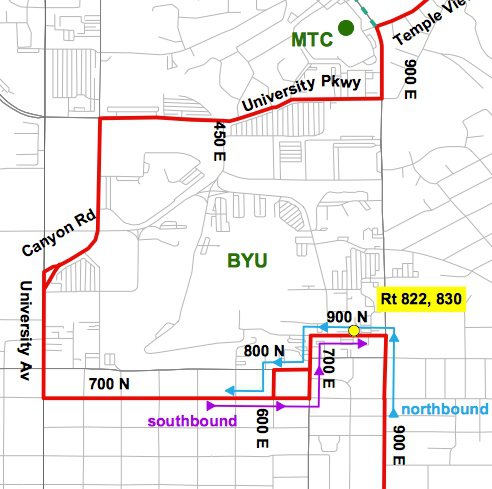 MTC
Temple View
900 E
University Pkwy
450 E
Canyon Rd
BYU
University Av
Rt 822, 830
900 N
800 N
700 E
700 N
southbound
600 E
northbound
900 E